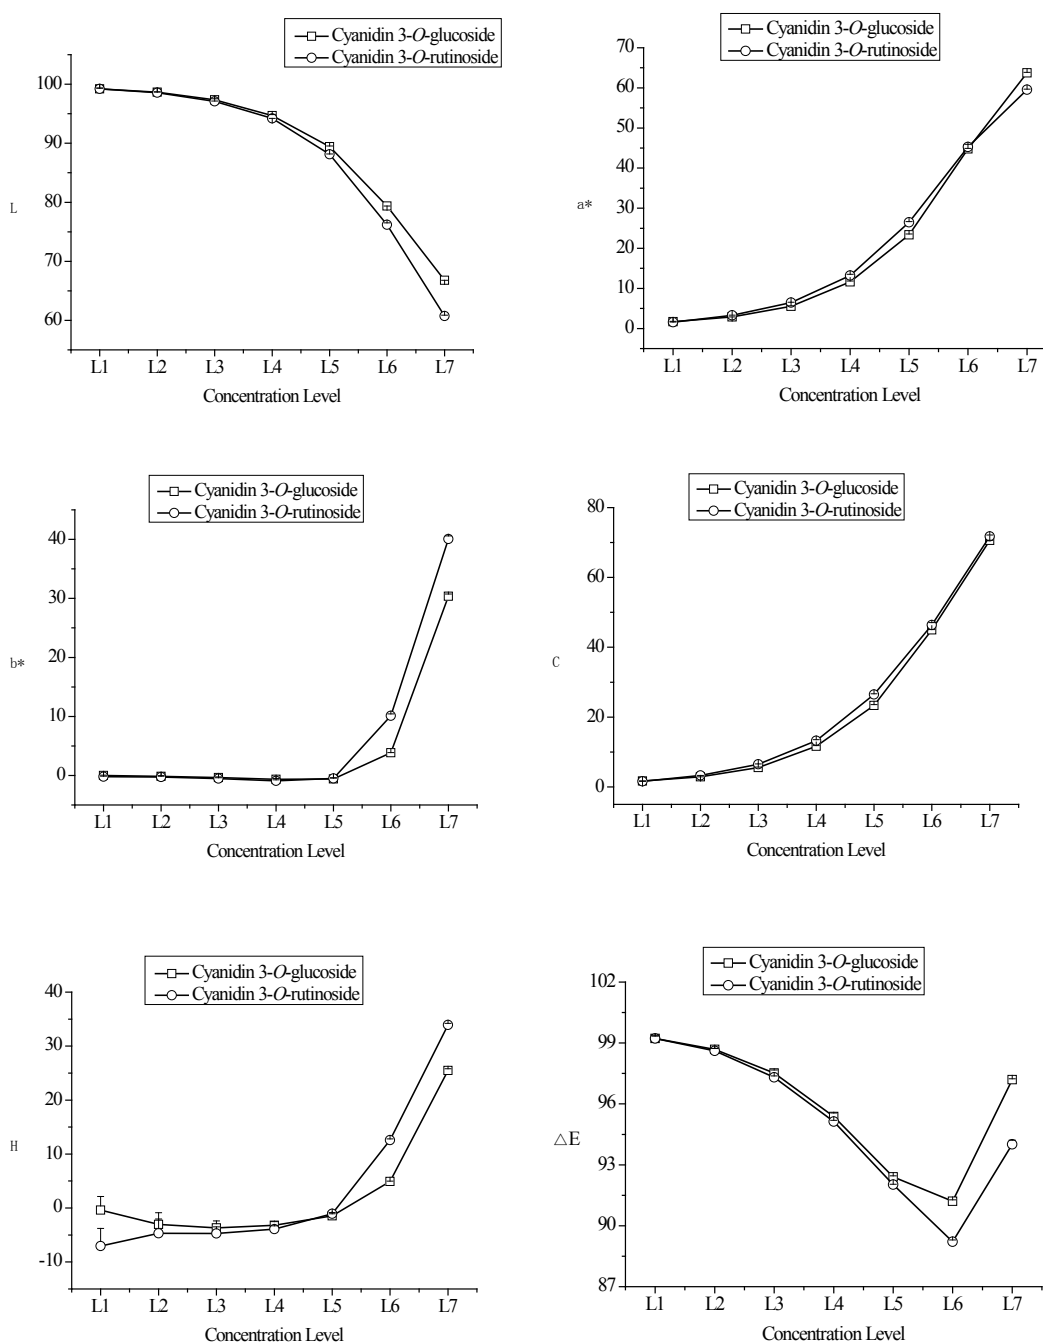 Cyanidin 3-O-glucoside
Cyanidin 3-O-rutinoside
100
90
80
70
60
L
L1 L2 L3 L4 L5 L6 L7
Concentration Level
Cyanidin 3-O-glucoside
Cyanidin 3-O-rutinoside
70
60
50
40
30
20
10
0
a*
L1 L2 L3 L4 L5 L6 L7
Concentration Level
Cyanidin 3-O-glucoside
Cyanidin 3-O-rutinoside
40
30
20
10
0
b*
L1 L2 L3 L4 L5 L6 L7
Concentration Level
Cyanidin 3-O-glucoside
Cyanidin 3-O-rutinoside
80
60
40
20
0
C
L1 L2 L3 L4 L5 L6 L7
Concentration Level
Cyanidin 3-O-glucoside
Cyanidin 3-O-rutinoside
40
30
20
10
0
-10
H
L1 L2 L3 L4 L5 L6 L7
Concentration Level
Cyanidin 3-O-glucoside
Cyanidin 3-O-rutinoside
102
99
96
93
90
87
△E
L1 L2 L3 L4 L5 L6 L7
Concentration Level